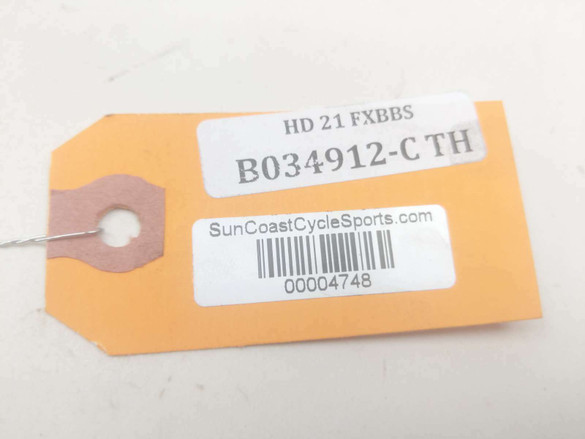 HD 21 FXBBS
B034912-C TH
SunCoastCycleSports.com
00004748